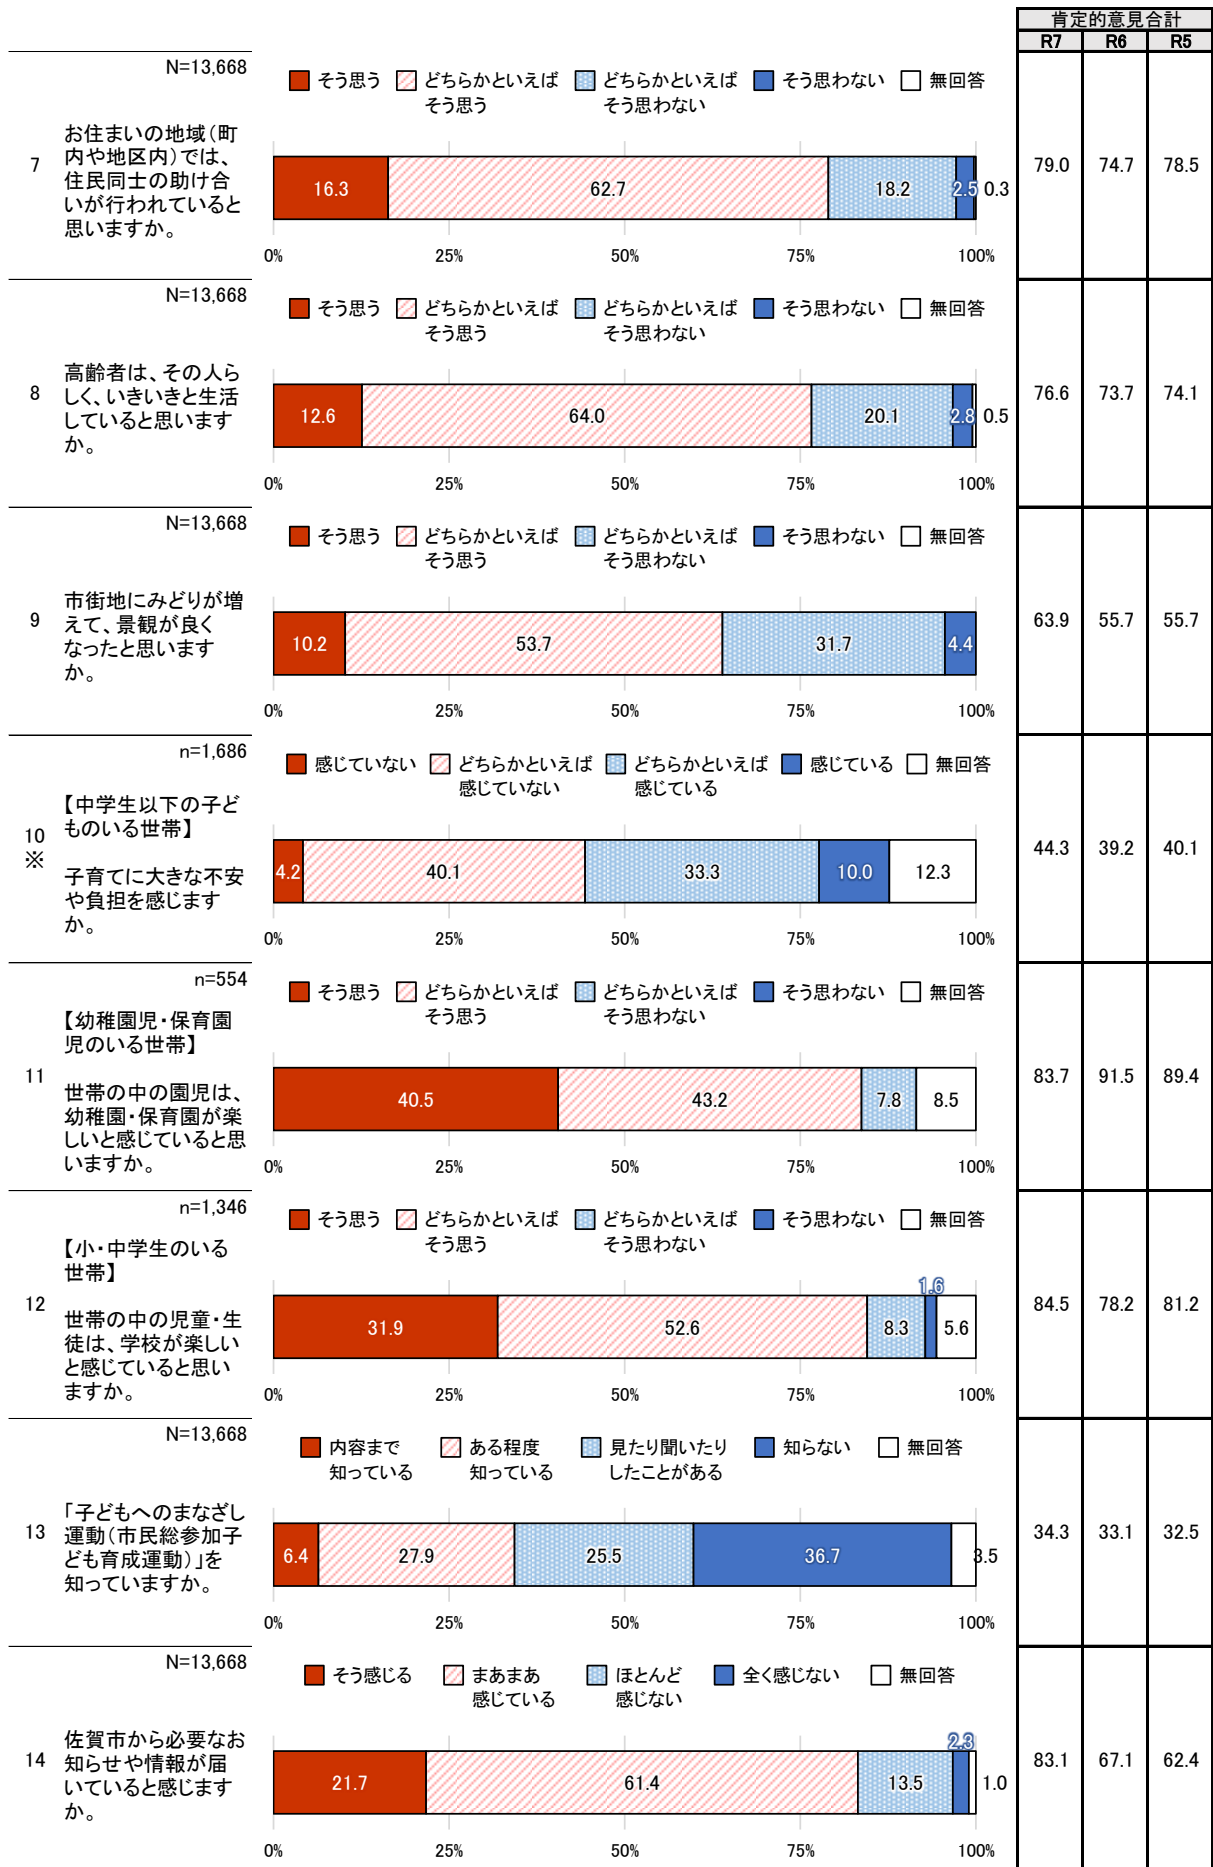 肯定的意見合計
R7 R6 R5
N=13,668
そう思う どちらかといえば どちらかといえば そう思わない 無回答
そう思う そう思わない
7
お住まいの地域（町
内や地区内）では、
住民同士の助け合
いが行われていると
思いますか。
16.3 62.7 18.2 2.5 0.3
79.0 74.7 78.5
0% 25% 50% 75% 100%
N=13,668
そう思う どちらかといえば どちらかといえば そう思わない 無回答
そう思う そう思わない
8
高齢者は、その人ら
しく、いきいきと生活
していると思います
か。
12.6 64.0 20.1 2.8 0.5
76.6 73.7 74.1
0% 25% 50% 75% 100%
N=13,668
そう思う どちらかといえば どちらかといえば そう思わない 無回答
そう思う そう思わない
9
市街地にみどりが増
えて、景観が良く
なったと思います
か。
10.2 53.7 31.7 4.4
63.9 55.7 55.7
0% 25% 50% 75% 100%
n=1,686
感じていない どちらかといえば どちらかといえば 感じている 無回答
感じていない 感じている
10
※
【中学生以下の子ど
ものいる世帯】
子育てに大きな不安
や負担を感じます
か。
4.2 40.1 33.3 10.0 12.3
44.3 39.2 40.1
0% 25% 50% 75% 100%
n=554
そう思う どちらかといえば どちらかといえば そう思わない 無回答
そう思う そう思わない
11
【幼稚園児・保育園
児のいる世帯】
世帯の中の園児は、
幼稚園・保育園が楽
しいと感じていると思
いますか。
40.5 43.2 7.8 8.5
83.7 91.5 89.4
0% 25% 50% 75% 100%
n=1,346
そう思う どちらかといえば どちらかといえば そう思わない 無回答
そう思う そう思わない
12
【小・中学生のいる
世帯】
世帯の中の児童・生
徒は、学校が楽しい
と感じていると思い
ますか。
1.6
31.9 52.6 8.3 5.6
84.5 78.2 81.2
0% 25% 50% 75% 100%
N=13,668
内容まで ある程度 見たり聞いたり 知らない 無回答
知っている 知っている したことがある
13
「子どもへのまなざし
運動（市民総参加子
ども育成運動）」を
知っていますか。
6.4 27.9 25.5 36.7 3.5
34.3 33.1 32.5
0% 25% 50% 75% 100%
N=13,668
そう感じる まあまあ ほとんど 全く感じない 無回答
感じている 感じない
14
佐賀市から必要なお
知らせや情報が届
いていると感じます
か。
2.3
21.7 61.4 13.5 1.0
83.1 67.1 62.4
0% 25% 50% 75% 100%